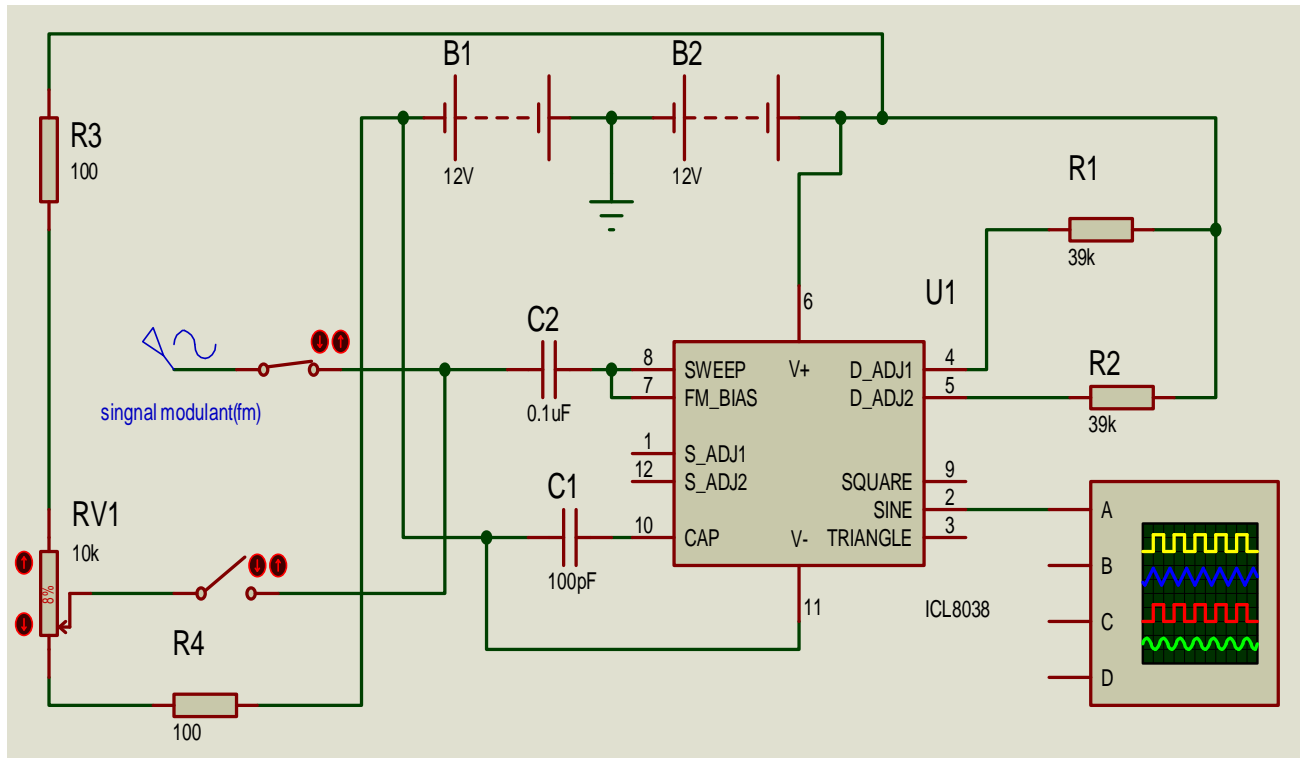 B1
12V
B2
12V
R3
100
R1
39k
U1
C2
0.1uF
6
8 SWEEP V+ D_ADJ1 4
7 FM_BIAS D_ADJ2 5
R2
39k
singnal modulant(fm)
1 S_ADJ1
12 S_ADJ2 SQUARE 9
SINE 2
C1
100pF
10 CAP V- TRIANGLE 3
11
ICL8038
A
B
C
D
RV1
10k
8%
R4
100